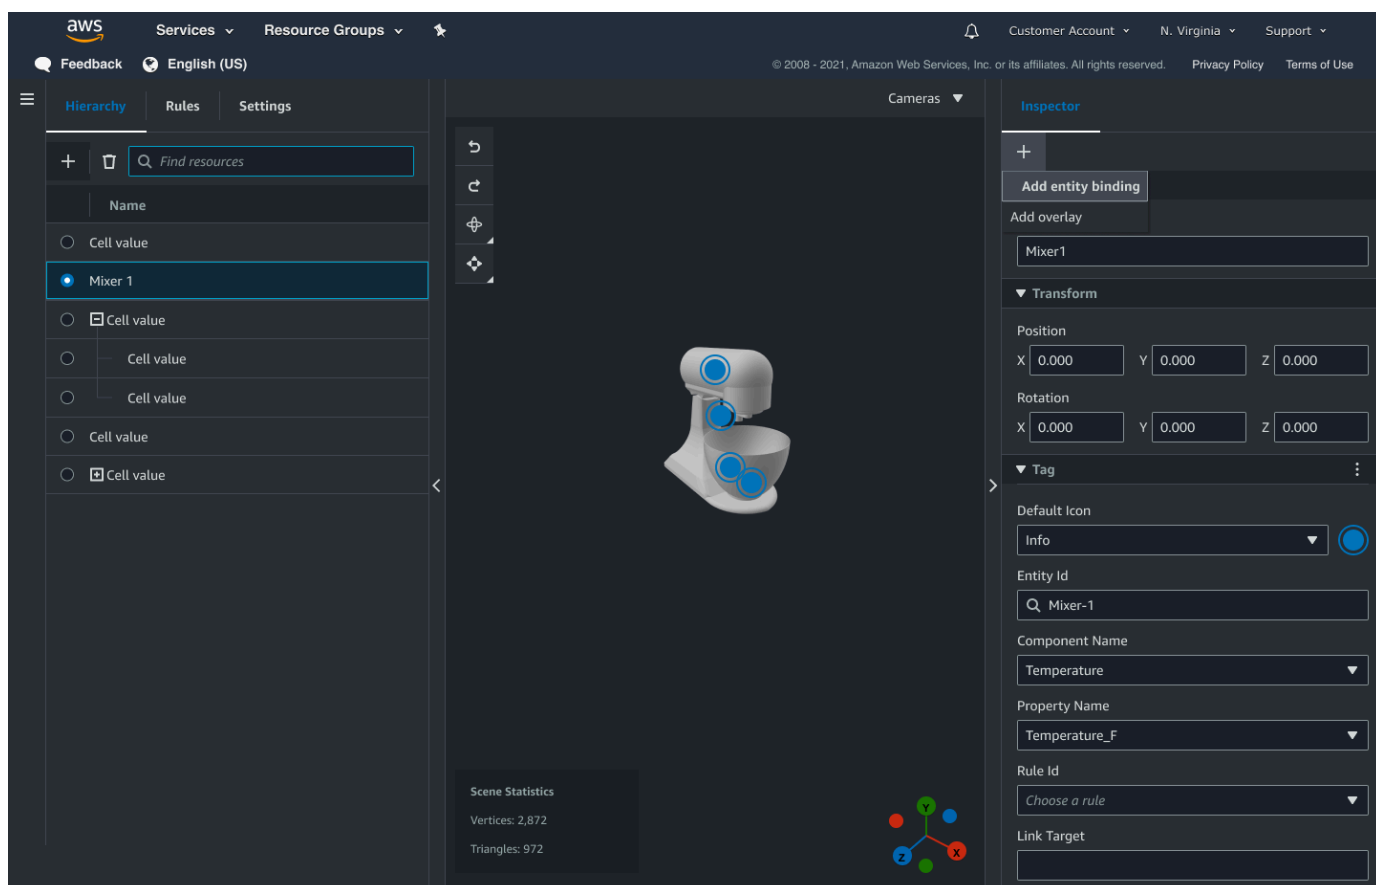 aws Services Resource Groups Customer Account N. Virginia Support
Feedback English (US) © 2008 - 2021, Amazon Web Services, Inc. or its affiliates. All rights reserved. Privacy Policy Terms of Use
Hierarchy Rules Settings
Find resources
Name
Cell value
Mixer 1
Cell value
Cell value
Cell value
Cell value
Cell value
Cameras
Scene Statistics
Vertices: 2,872
Triangles: 972
Y
Z
X
Inspector
Add entity binding
Add overlay
Mixer1
Transform
Position
X 0.000 Y 0.000 Z 0.000
Rotation
X 0.000 Y 0.000 Z 0.000
Tag
Default Icon
Info
Entity Id
Mixer-1
Component Name
Temperature
Property Name
Temperature_F
Rule Id
Choose a rule
Link Target